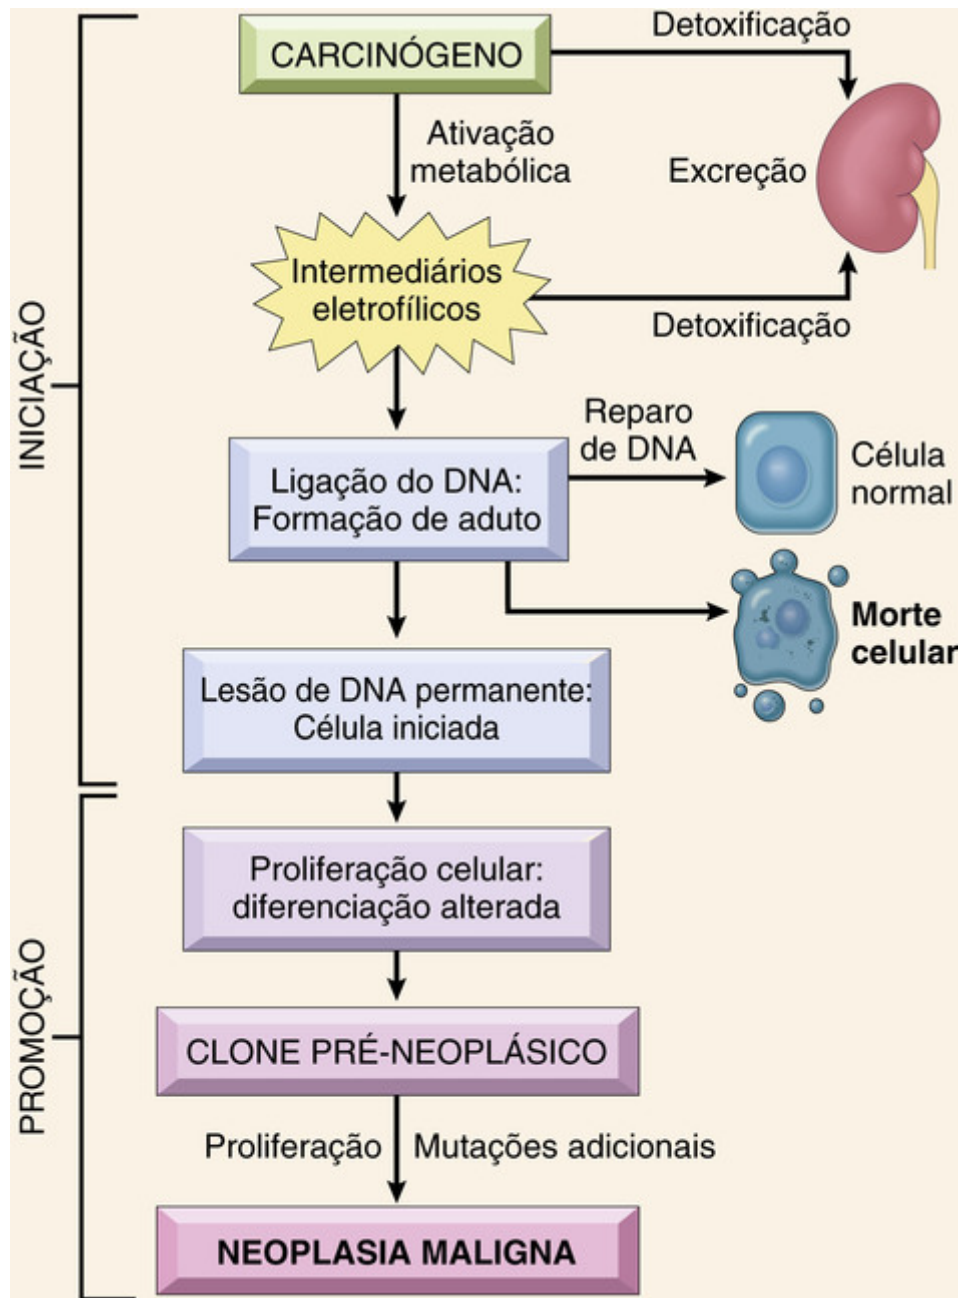 CARCINÓGENO
Detoxificação
Ativação
metabólica
Excreção
Intermediários
eletrofílicos
Detoxificação
INICIAÇÃO
Reparo
de DNA
Ligação do DNA:
Formação de aduto
Célula
normal
Morte
celular
Lesão de DNA permanente:
Célula iniciada
Proliferação celular:
diferenciação alterada
PROMOÇÃO
CLONE PRÉ-NEOPLÁSICO
Proliferação
Mutações adicionais
NEOPLASIA MALIGNA